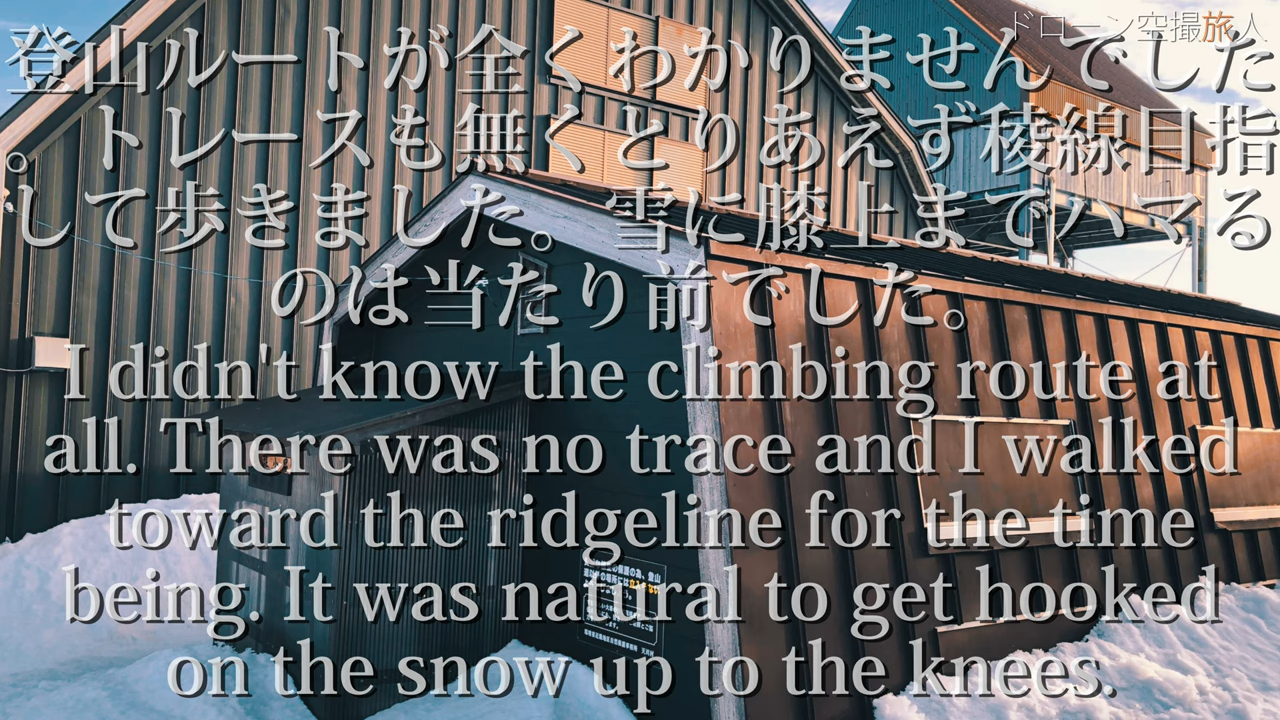 ドローン空撮旅人
登山ルートが全くわかりませんでした
。トレースも無くとりあえず稜線目指
して歩きました。雪に膝上までハマる
のは当たり前でした。
I didn't know the climbing route at
all. There was no trace and I walked
toward the ridgeline for the time
being. It was natural to get hooked
on the snow up to the knees.